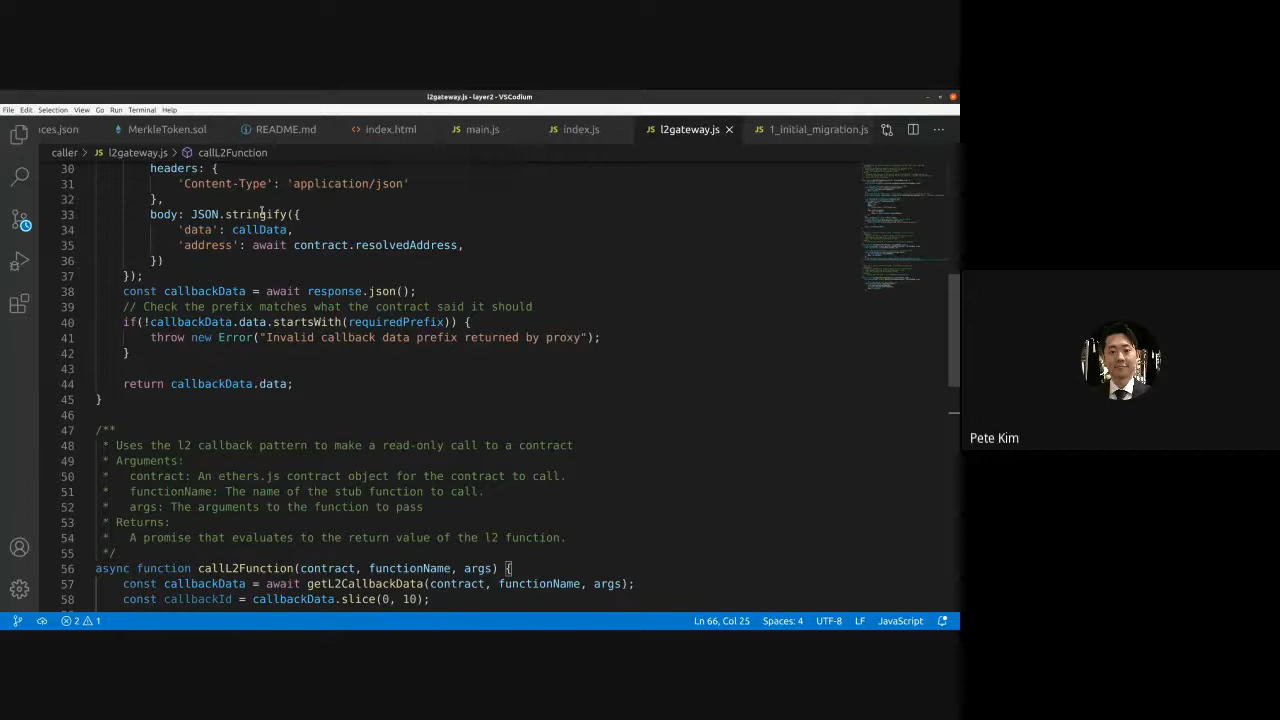 l2gateway.js - layer2 - VSCodium
File Edit Selection View Go Run Terminal Help
ces.json MerkleToken.sol README.md index.html main.js index.js l2gateway.js 1_initial_migration.js
caller > l2gateway.js > callL2Function
30 headers: {
31 'Content-Type': 'application/json'
32 },
33 body: JSON.stringify({
34 'data': callData,
35 'address': await contract.resolvedAddress,
36 })
37 });
38 const callbackData = await response.json();
39 // Check the prefix matches what the contract said it should
40 if(!callbackData.data.startsWith(requiredPrefix)) {
41 throw new Error("Invalid callback data prefix returned by proxy");
42 }
43
44 return callbackData.data;
45 }
46
47 /**
48 * Uses the l2 callback pattern to make a read-only call to a contract
49 * Arguments:
50 * contract: An ethers.js contract object for the contract to call.
51 * functionName: The name of the stub function to call.
52 * args: The arguments to the function to pass
53 * Returns:
54 * A promise that evaluates to the return value of the l2 function.
55 */
56 async function callL2Function(contract, functionName, args) {
57 const callbackData = await getL2CallbackData(contract, functionName, args);
58 const callbackId = callbackData.slice(0, 10);
2 1 Ln 66, Col 25 Spaces: 4 UTF-8 LF JavaScript
Pete Kim